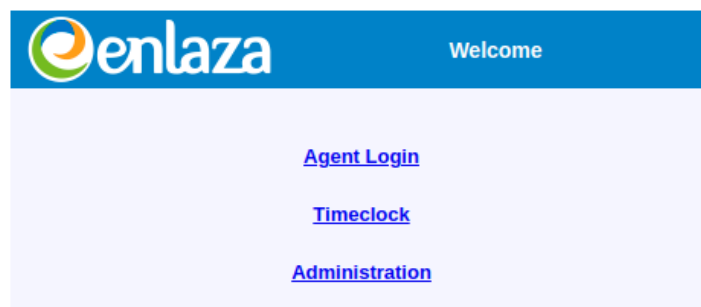 enlaza Welcome
Agent Login
Timeclock
Administration